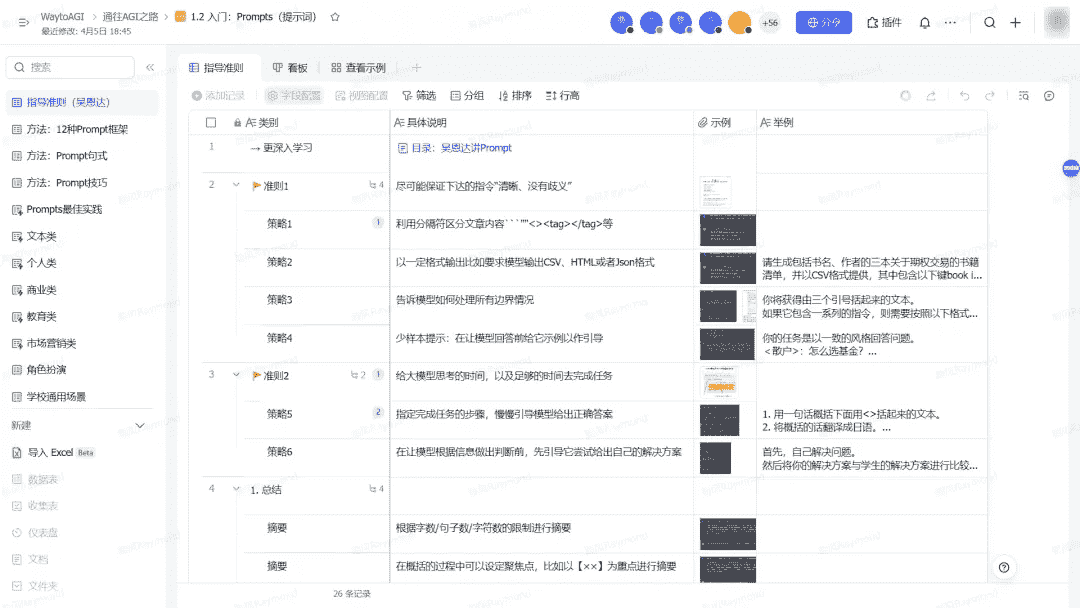 WaytoAGI > 通往AGI之路 > 1.2 入门：Prompts（提示词）
最近修改: 4月5日 18:45
+56
分享
插件
搜索
指导准则（吴恩达）
方法：12种Prompt框架
方法：Prompt句式
方法：Prompt技巧
Prompts最佳实践
文本类
个人类
商业类
教育类
市场营销类
角色扮演
学校通用场景
新建
导入 Excel Beta
数据表
收集表
仪表盘
文档
文件夹
指导准则
看板
查看示例
添加记录
字段配置
视图配置
筛选
分组
排序
行高
类别
具体说明
示例
举例
1 → 更深入学习
目录：吴恩达讲Prompt
2 准则1 4
尽可能保证下达的指令“清晰、没有歧义”
策略1 1
利用分隔符区分文章内容```""<><tag></tag>等
策略2
以一定格式输出比如要求模型输出CSV、HTML或者Json格式
请生成包括书名、作者的三本关于期权交易的书籍
清单，并以CSV格式提供，其中包含以下键book i...
策略3
告诉模型如何处理所有边界情况
你将获得由三个引号括起来的文本。
如果它包含一系列的指令，则需要按照以下格式...
策略4
少样本提示：在让模型回答前给它示例以作引导
你的任务是以一致的风格回答问题。
＜散户＞：怎么选基金？...
3 准则2 2 1
给大模型思考的时间，以及足够的时间去完成任务
策略5 2
指定完成任务的步骤，慢慢引导模型给出正确答案
1. 用一句话概括下面用<>括起来的文本。
2. 将概括的话翻译成日语。...
策略6
在让模型根据信息做出判断前，先引导它尝试给出自己的解决方案
首先，自己解决问题。
然后将你的解决方案与学生的解决方案进行比较...
4 1. 总结 4
摘要
根据字数/句子数/字符数的限制进行摘要
摘要
在概括的过程中可以设定聚焦点，比如以【××】为重点进行摘要
26 条记录